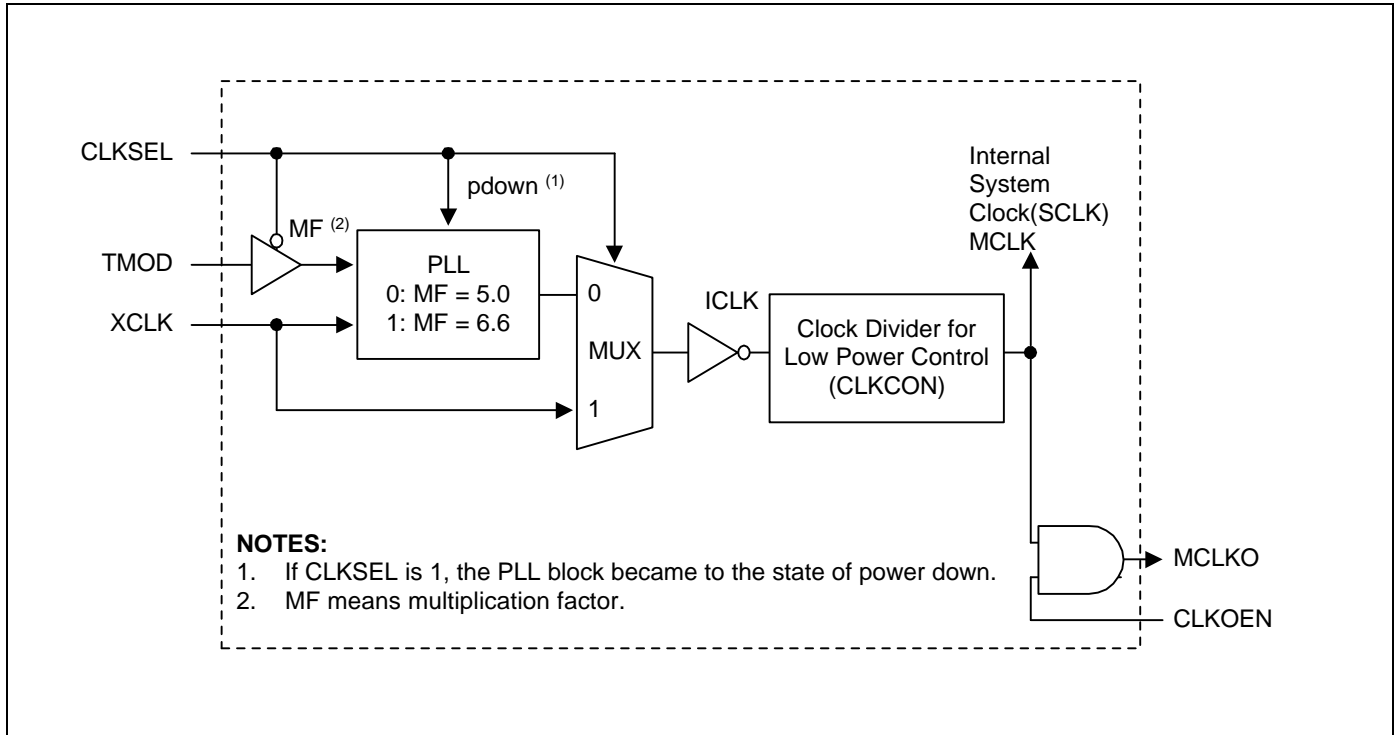 CLKSEL
pdown (1)
MF (2)
TMOD
XCLK
PLL
0: MF = 5.0
1: MF = 6.6
0
MUX
1
ICLK
Clock Divider for
Low Power Control
(CLKCON)
Internal
System
Clock(SCLK)
MCLK
MCLKO
CLKOEN
NOTES:
1. If CLKSEL is 1, the PLL block became to the state of power down.
2. MF means multiplication factor.